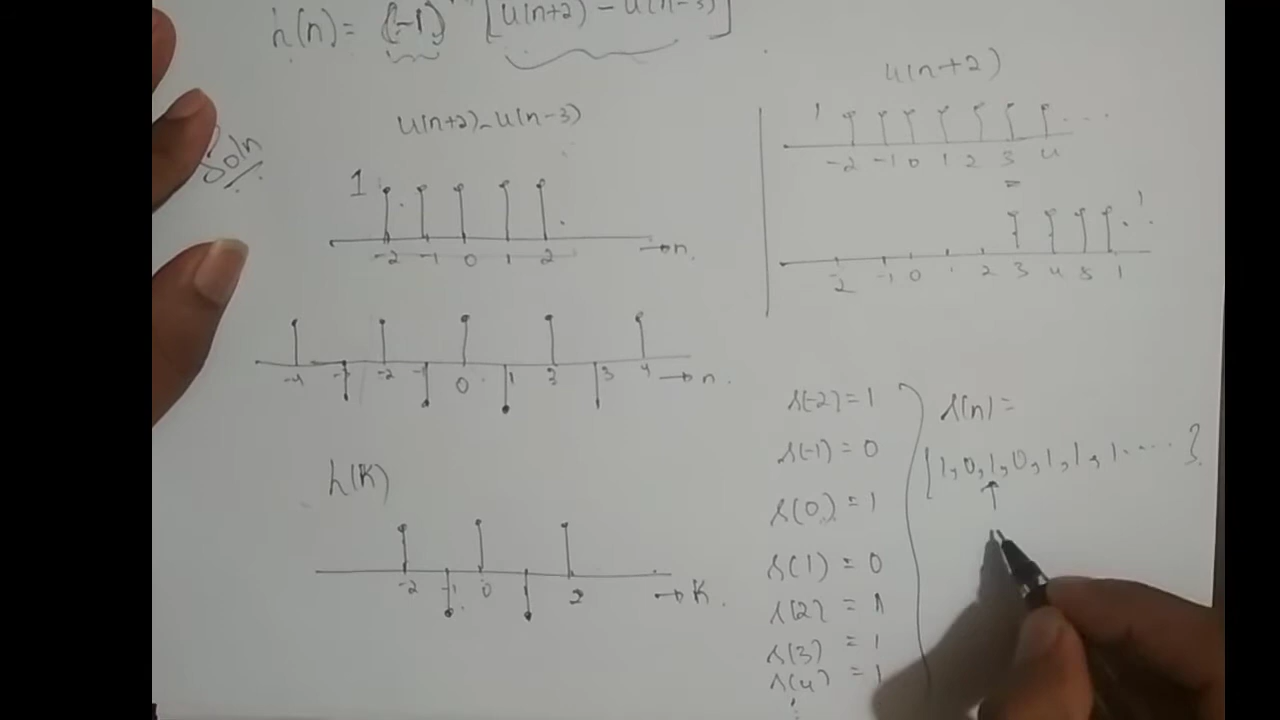 h(n) = (-1) [u(n+2) - u(n-3)]
Soln
u(n+2) - u(n-3)
1
-2 -1 0 1 2 → n
-4 -2 -1 0 1 3 3 4 → n
h(K)
-2 -1 0 2 → K
u(n+2)
1
-2 -1 0 1 2 3 4
=
-2 -1 0 1 2 3 4 5 1
s(-2) = 1
s(-1) = 0
s(0) = 1
s(1) = 0
s(2) = 1
s(3) = 1
s(4) = 1
s(n) =
{1, 0, 1, 0, 1, 1, 1 ..... }
↑